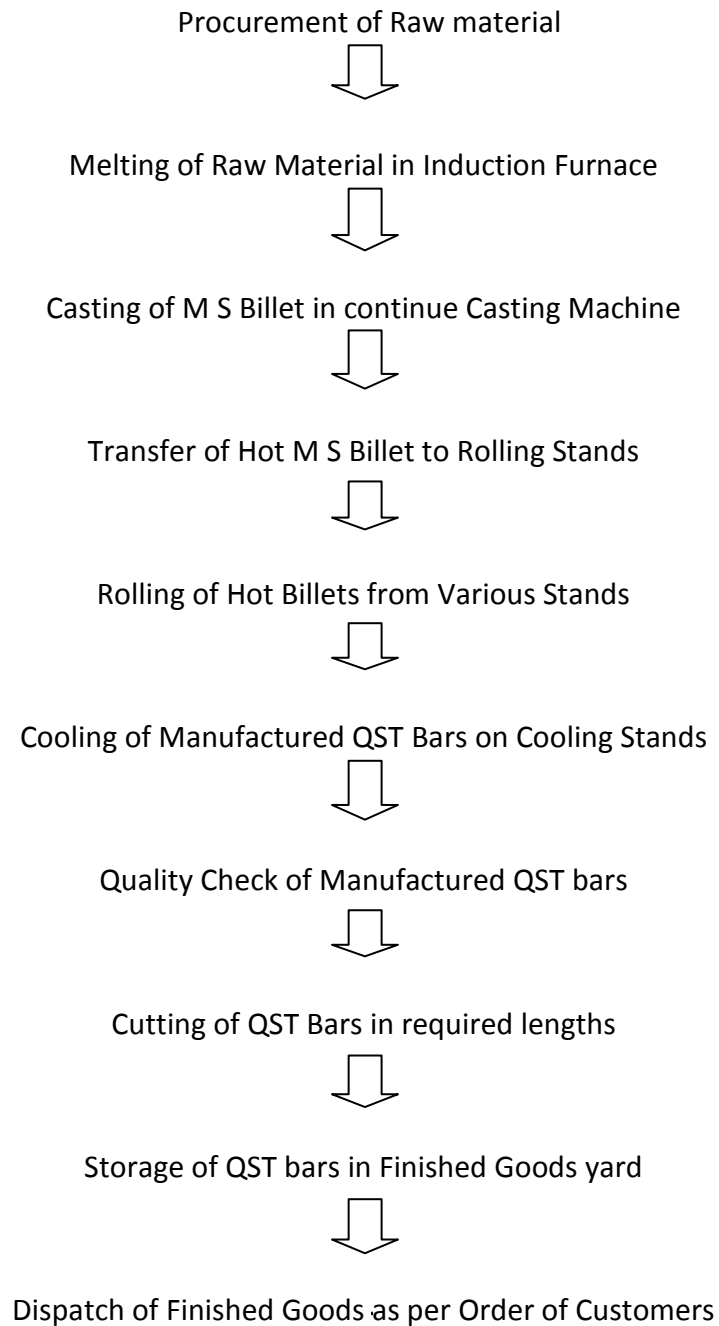 Procurement of Raw material
Melting of Raw Material in Induction Furnace
Casting of M S Billet in continue Casting Machine
Transfer of Hot M S Billet to Rolling Stands
Rolling of Hot Billets from Various Stands
Cooling of Manufactured QST Bars on Cooling Stands
Quality Check of Manufactured QST bars
Cutting of QST Bars in required lengths
Storage of QST bars in Finished Goods yard
Dispatch of Finished Goods as per Order of Customers